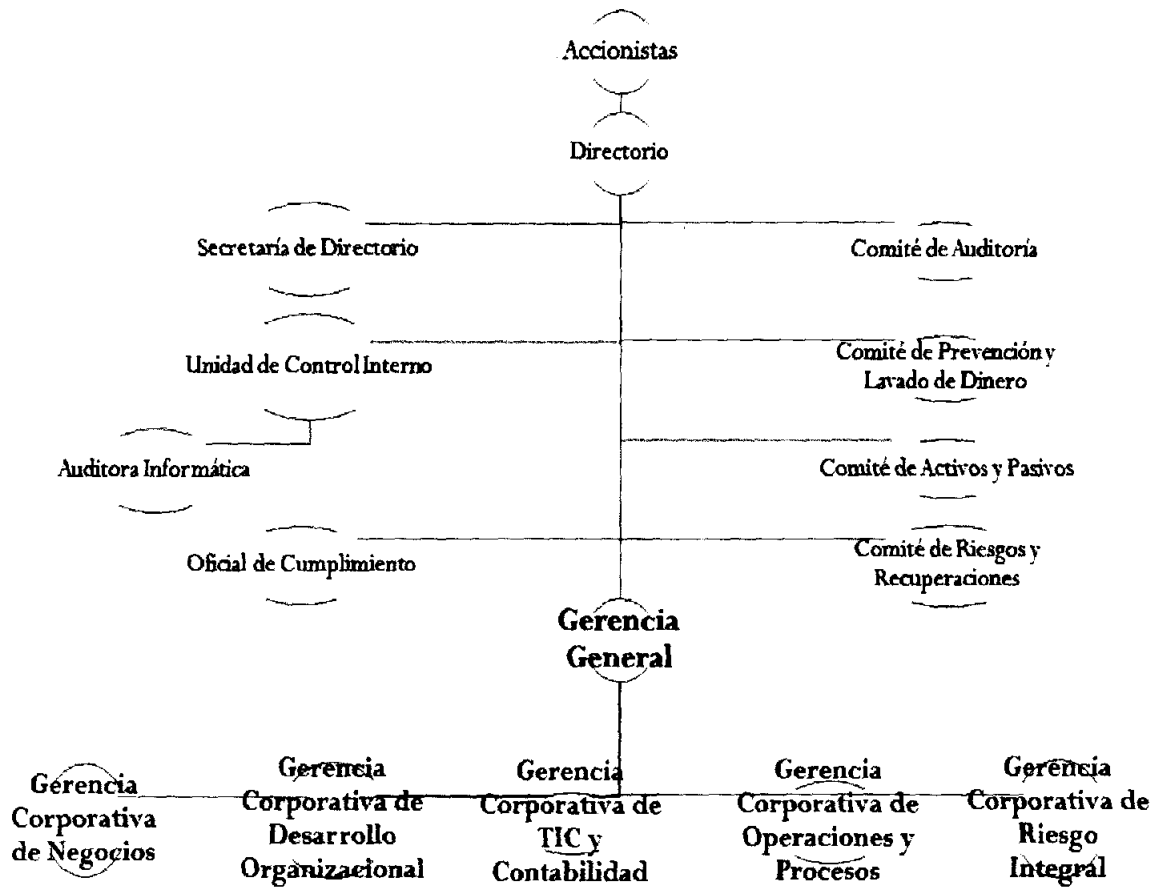 Accionistas
Directorio
Secretaría de Directorio
Comité de Auditoría
Unidad de Control Interno
Comité de Prevención y
Lavado de Dinero
Auditora Informática
Comité de Activos y Pasivos
Oficial de Cumplimiento
Comité de Riesgos y
Recuperaciones
Gerencia
General
Gerencia
Corporativa
de Negocios
Gerencia
Corporativa de
Desarrollo
Organizacional
Gerencia
Corporativa de
TIC y
Contabilidad
Gerencia
Corporativa de
Operaciones y
Procesos
Gerencia
Corporativa de
Riesgo
Integral